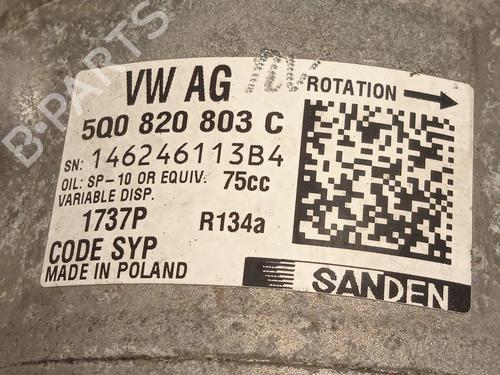 VW AG
ROTATION
5Q0 820 803 C
SN: 146246113B4
OIL: SP-10 OR EQUIV. 75cc
VARIABLE DISP.
1737P R134a
CODE SYP
MADE IN POLAND
SANDEN
B-PARTS